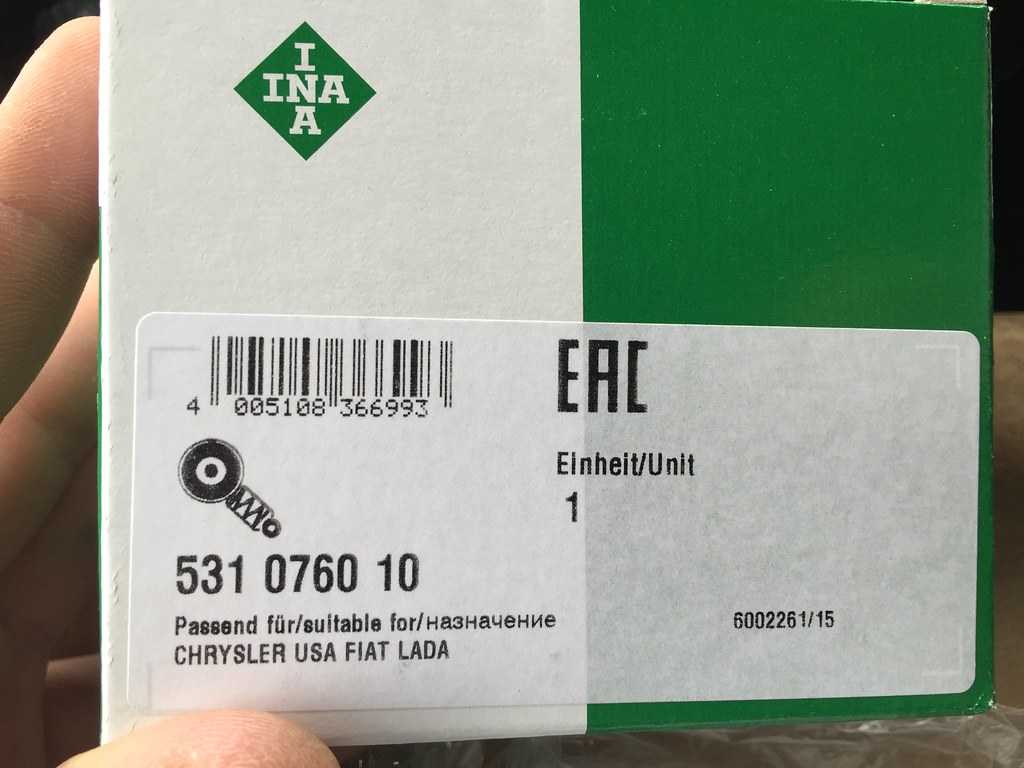 INA
INA
4 005108 366993
EAC
Einheit/Unit
1
531 0760 10
Passend für/suitable for/назначение
CHRYSLER USA FIAT LADA
6002261/15